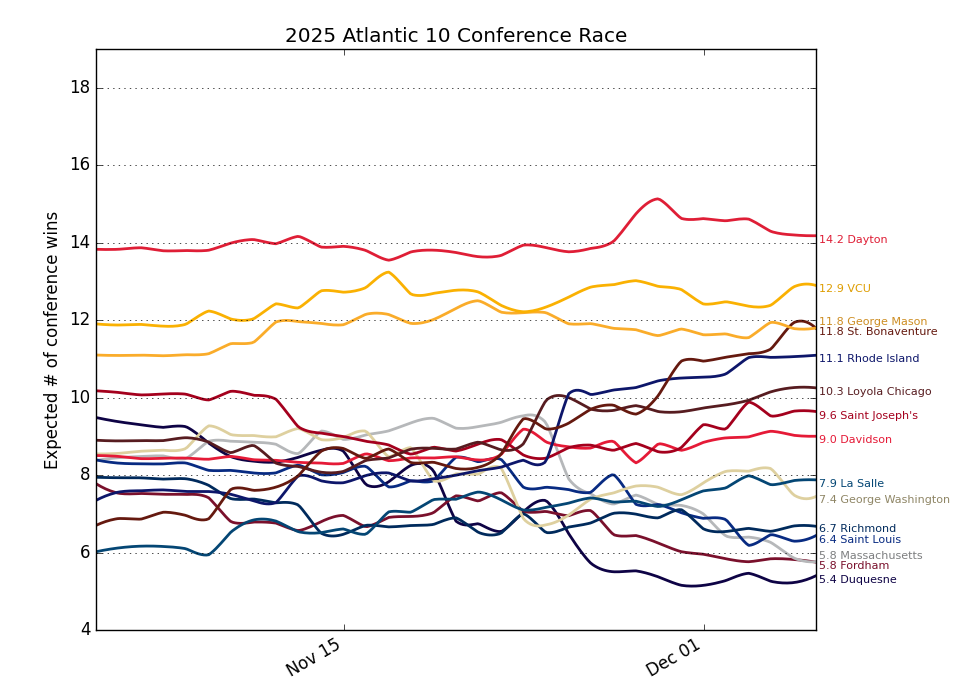 2025 Atlantic 10 Conference Race
Expected # of conference wins
18
16
14
12
10
8
6
4
Nov 15
Dec 01
14.2 Dayton
12.9 VCU
11.8 George Mason
11.8 St. Bonaventure
11.1 Rhode Island
10.3 Loyola Chicago
9.6 Saint Joseph's
9.0 Davidson
7.9 La Salle
7.4 George Washington
6.7 Richmond
6.4 Saint Louis
5.8 Massachusetts
5.8 Fordham
5.4 Duquesne